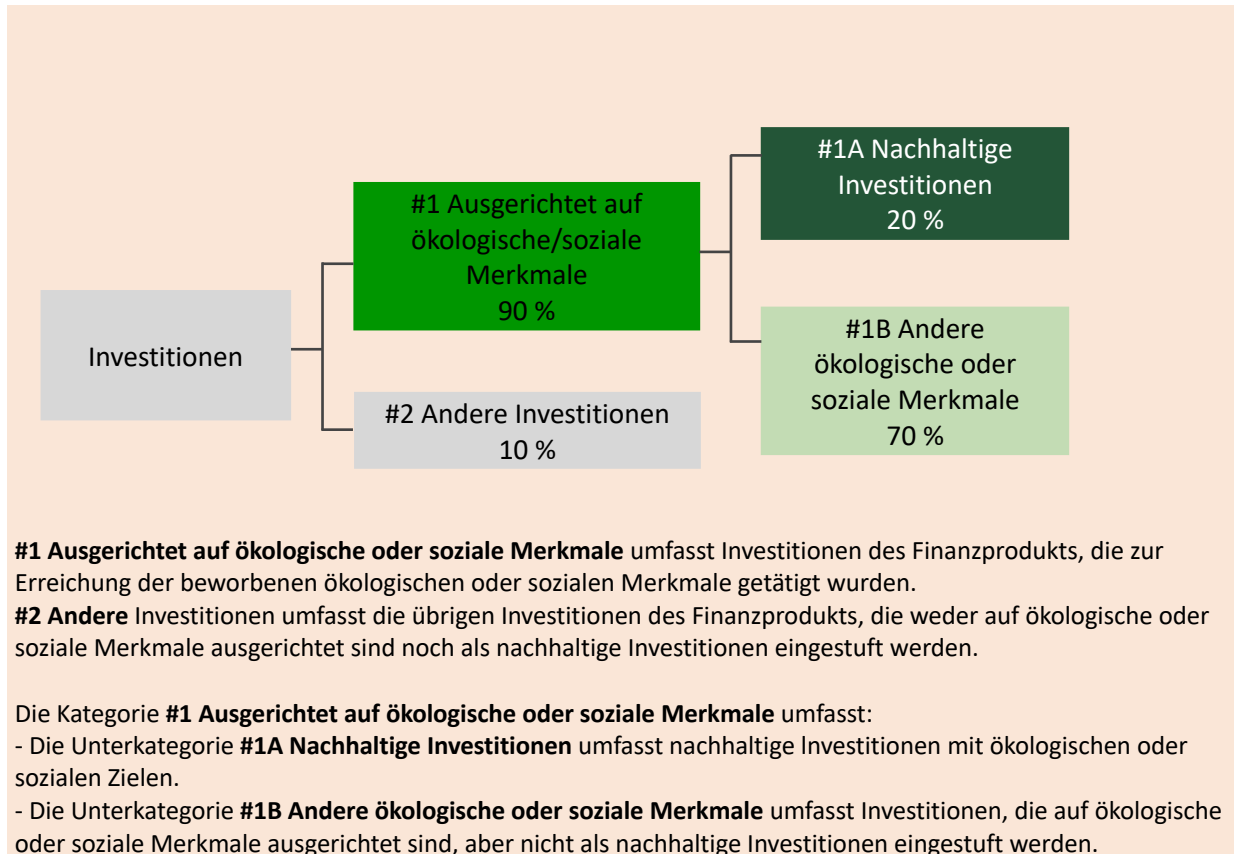 #1A Nachhaltige
Investitionen
20 %
#1 Ausgerichtet auf
ökologische/soziale
Merkmale
90 %
Investitionen
#1B Andere
ökologische oder
soziale Merkmale
70 %
#2 Andere Investitionen
10 %
#1 Ausgerichtet auf ökologische oder soziale Merkmale umfasst Investitionen des Finanzprodukts, die zur
Erreichung der beworbenen ökologischen oder sozialen Merkmale getätigt wurden.
#2 Andere Investitionen umfasst die übrigen Investitionen des Finanzprodukts, die weder auf ökologische oder
soziale Merkmale ausgerichtet sind noch als nachhaltige Investitionen eingestuft werden.
Die Kategorie #1 Ausgerichtet auf ökologische oder soziale Merkmale umfasst:
- Die Unterkategorie #1A Nachhaltige Investitionen umfasst nachhaltige Investitionen mit ökologischen oder
sozialen Zielen.
- Die Unterkategorie #1B Andere ökologische oder soziale Merkmale umfasst Investitionen, die auf ökologische
oder soziale Merkmale ausgerichtet sind, aber nicht als nachhaltige Investitionen eingestuft werden.